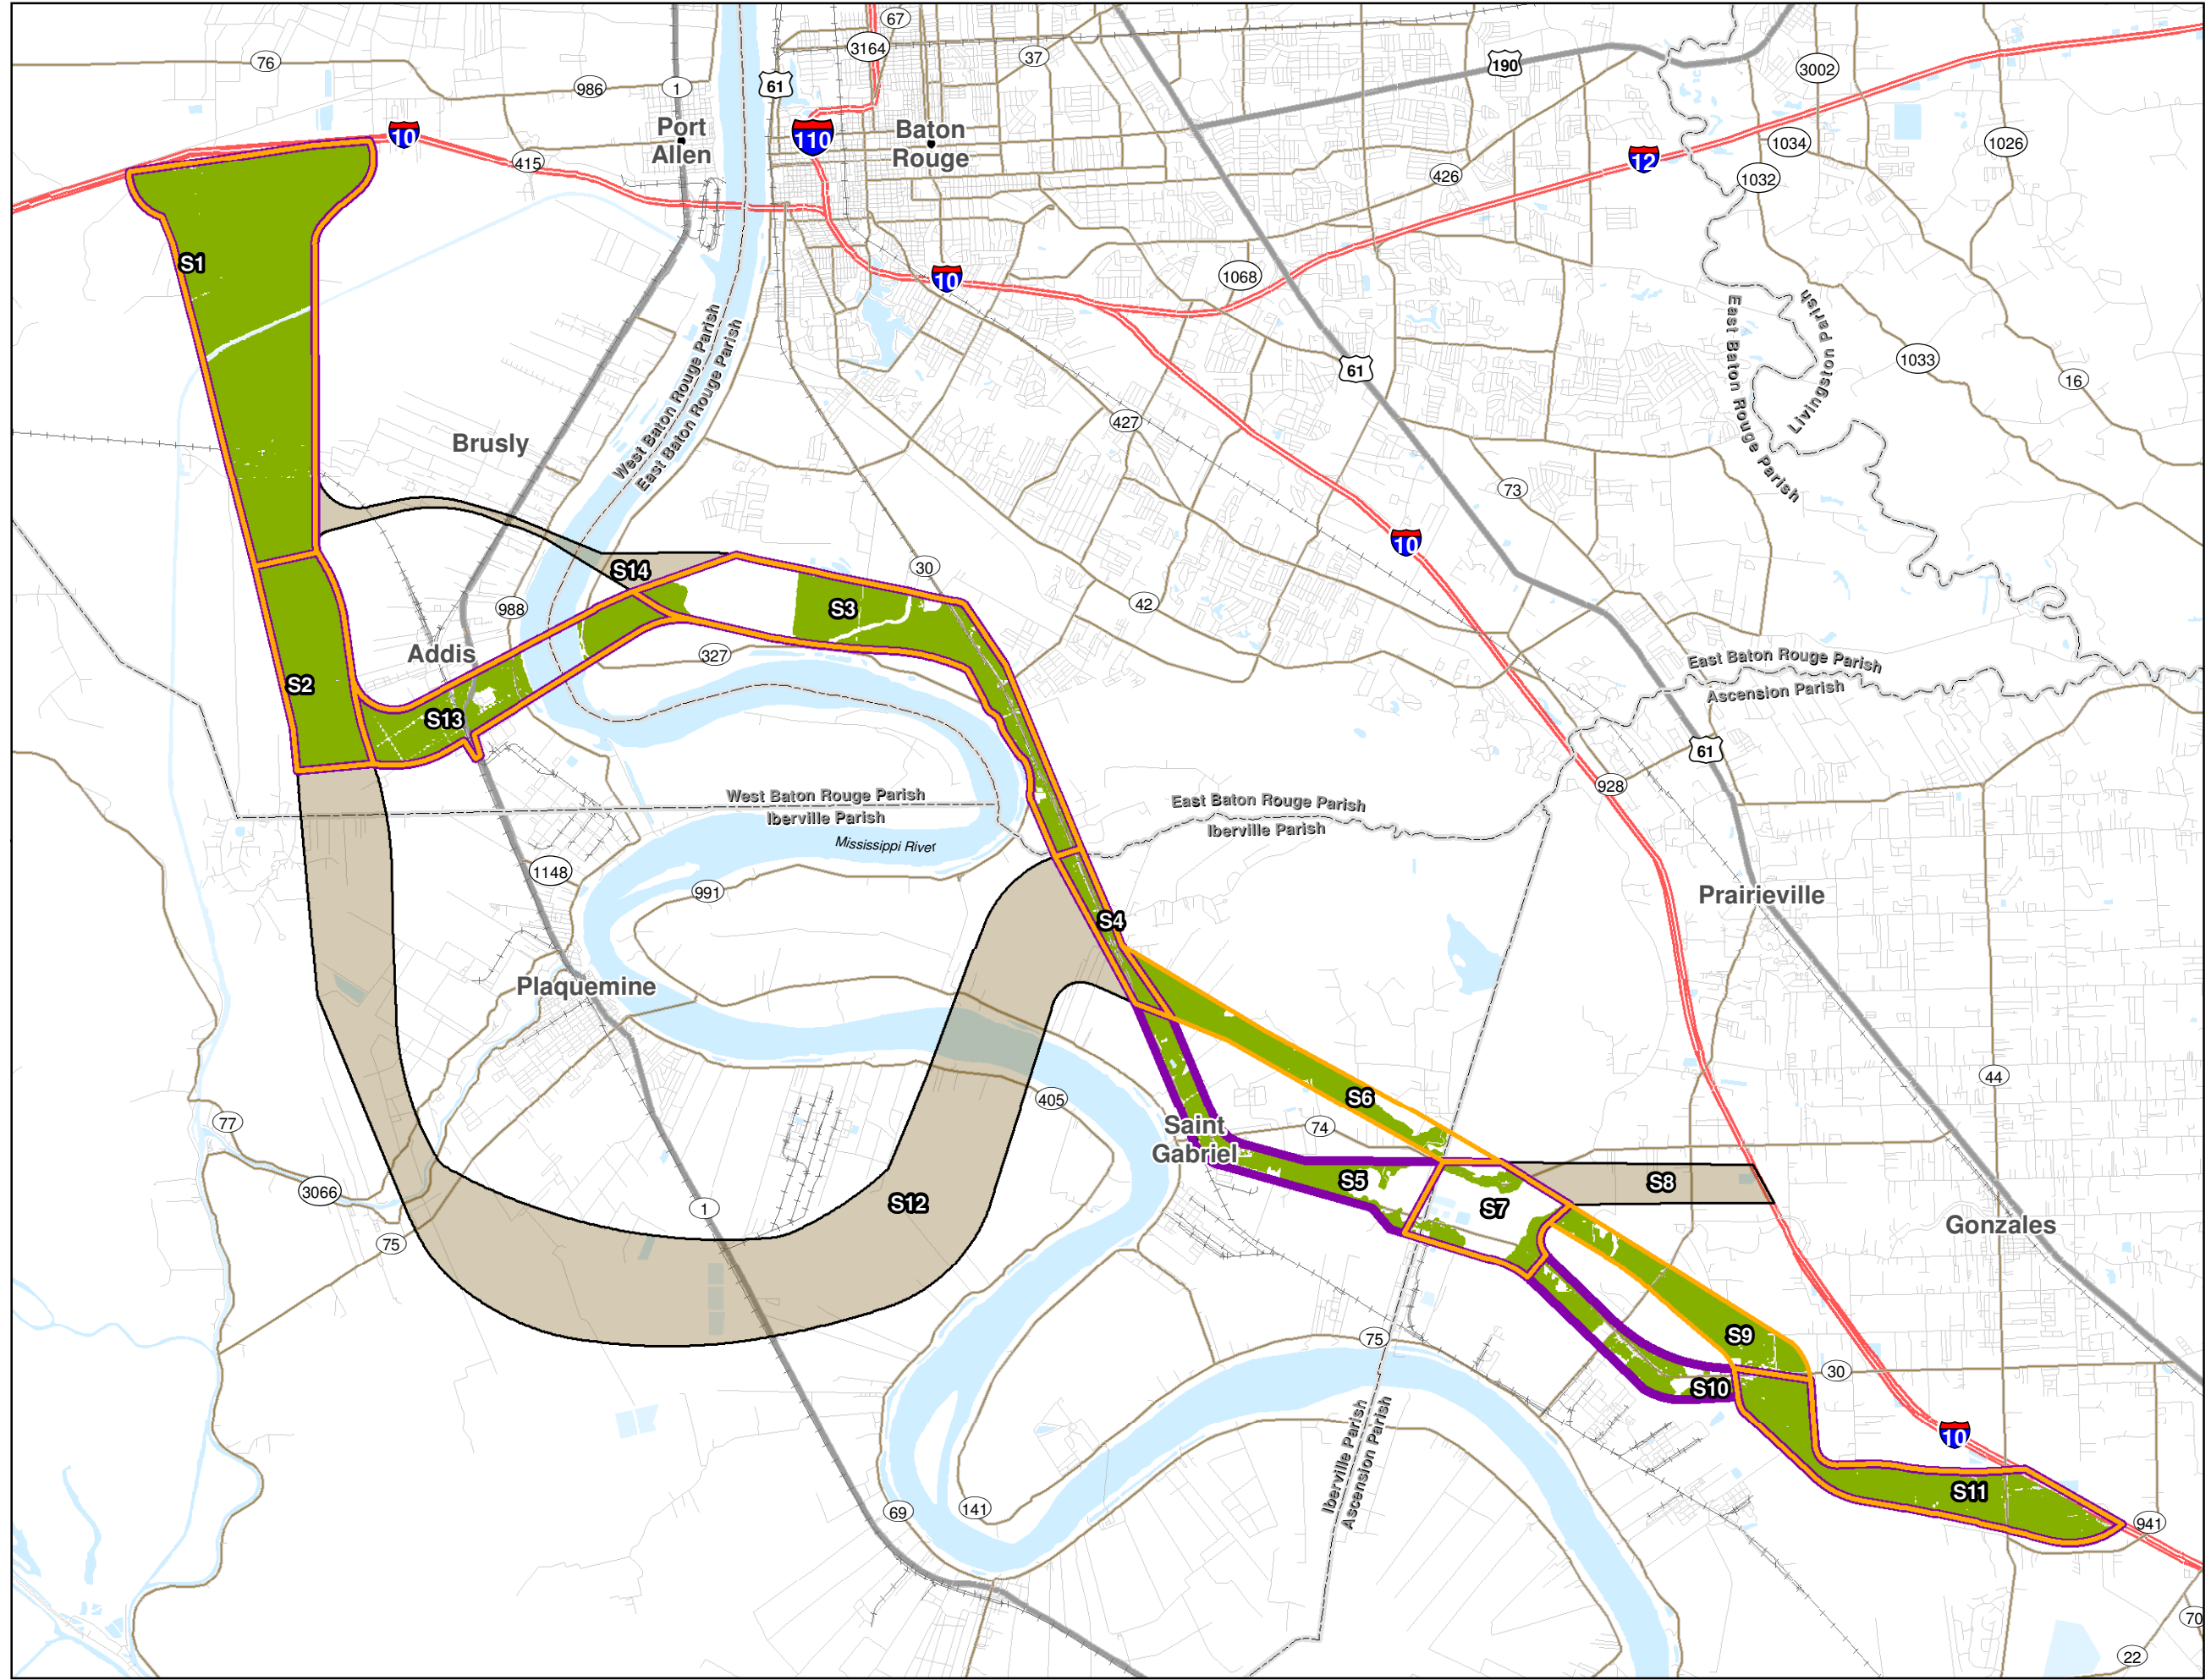 67
3164
37
76
986
1
61
190
3002
10
110
Port
Allen
Baton
Rouge
415
12
1034
1026
426
1032
S1
10
1068
West Baton Rouge Parish
East Baton Rouge Parish
East Baton Rouge Parish
Livingston Parish
61
1033
16
427
Brusly
73
10
30
S14
988
S3
42
Addis
327
S2
S13
East Baton Rouge Parish
Ascension Parish
61
928
West Baton Rouge Parish
Iberville Parish
East Baton Rouge Parish
Iberville Parish
Mississippi River
1148
991
Prairieville
S4
Plaquemine
44
405
S6
77
74
Saint
Gabriel
3066
S5
S8
S12
S7
1
Gonzales
75
75
S9
30
S10
Iberville Parish
Ascension Parish
10
S11
69
141
941
70
22